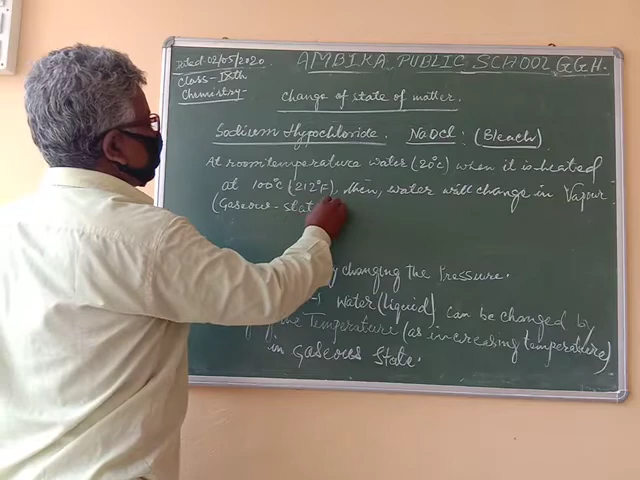 Dated 02/05/2020
AMBIKA PUBLIC SCHOOL G.G.H.
Class-IXth
Chemistry-
Change of state of matter.
Sodium Hypochloride. NaOCl: (Bleach)
At room temperature water (20°c) when it is heated
at 100°C (212°F), then, water will change in Vapour
(Gaseous - Stat
y changing the Pressure.
Water (liquid) can be changed by
the Temperature (as increasing temperature)
in Gaseous State.